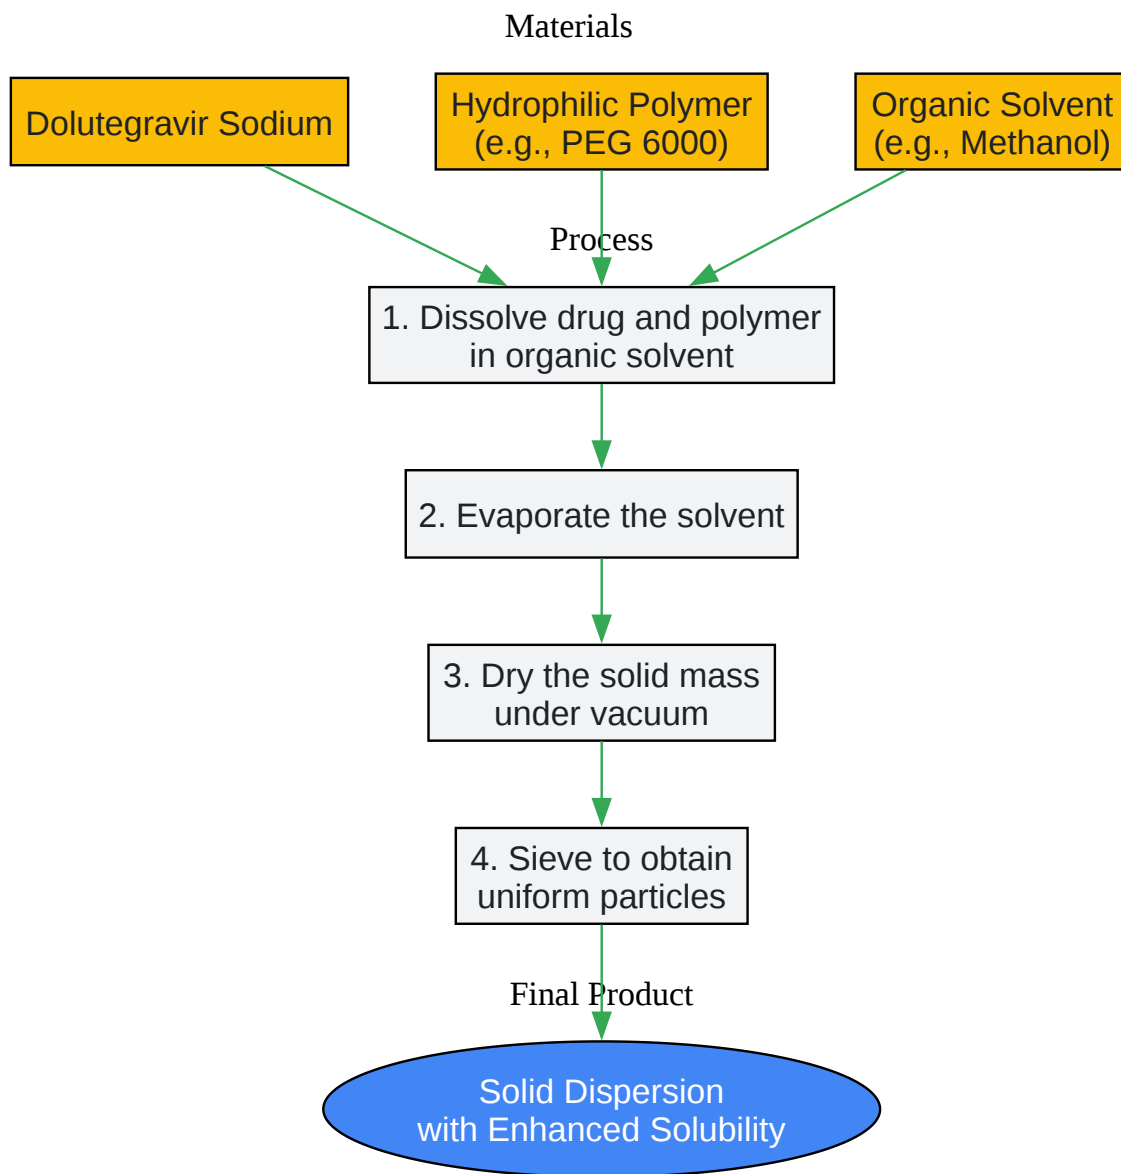 Materials
Dolutegravir Sodium
Hydrophilic Polymer
(e.g., PEG 6000)
Organic Solvent
(e.g., Methanol)
Process
1. Dissolve drug and polymer
in organic solvent
2. Evaporate the solvent
3. Dry the solid mass
under vacuum
4. Sieve to obtain
uniform particles
Final Product
Solid Dispersion
with Enhanced Solubility